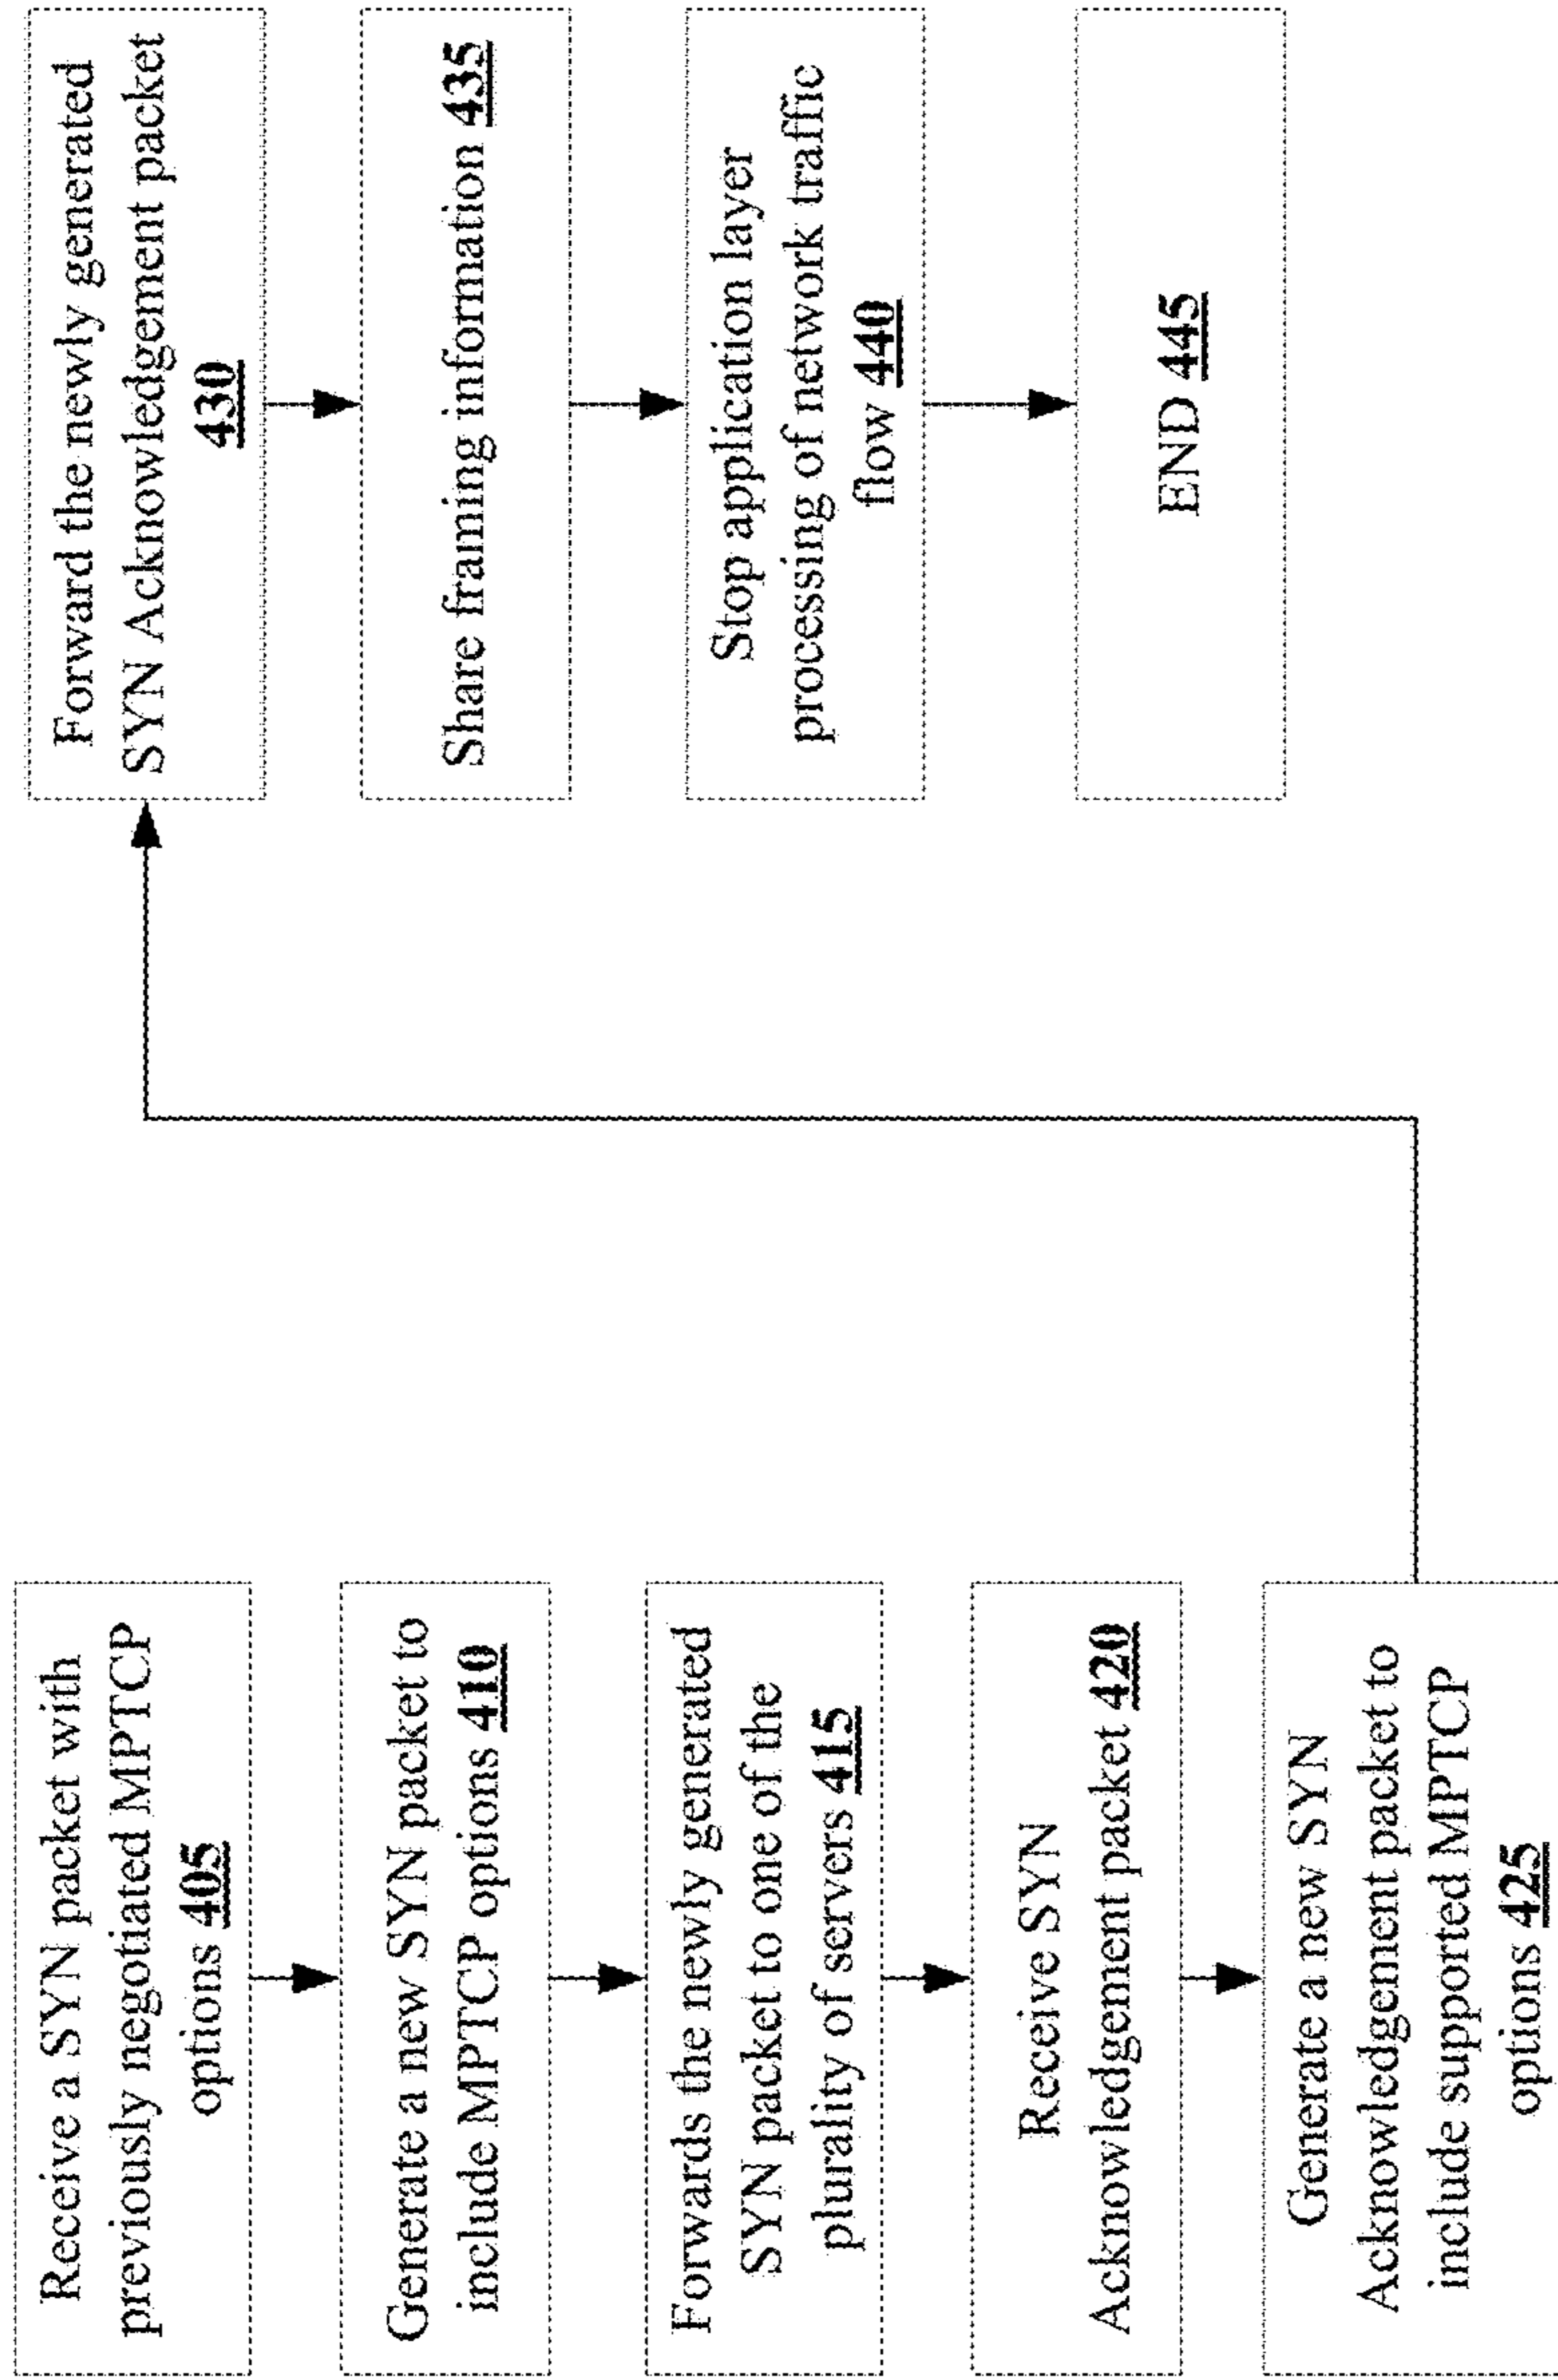 Receive a SYN packet with
previously negotiated MPTCP
options 405
Generate a new SYN packet to
include MPTCP options 410
Forwards the newly generated
SYN packet to one of the
plurality of servers 415
Receive SYN
Acknowledgement packet 420
Generate a new SYN
Acknowledgement packet to
include supported MPTCP
options 425
Forward the newly generated
SYN Acknowledgement packet
430
Share framing information 435
Stop application layer
processing of network traffic
flow 440
END 445